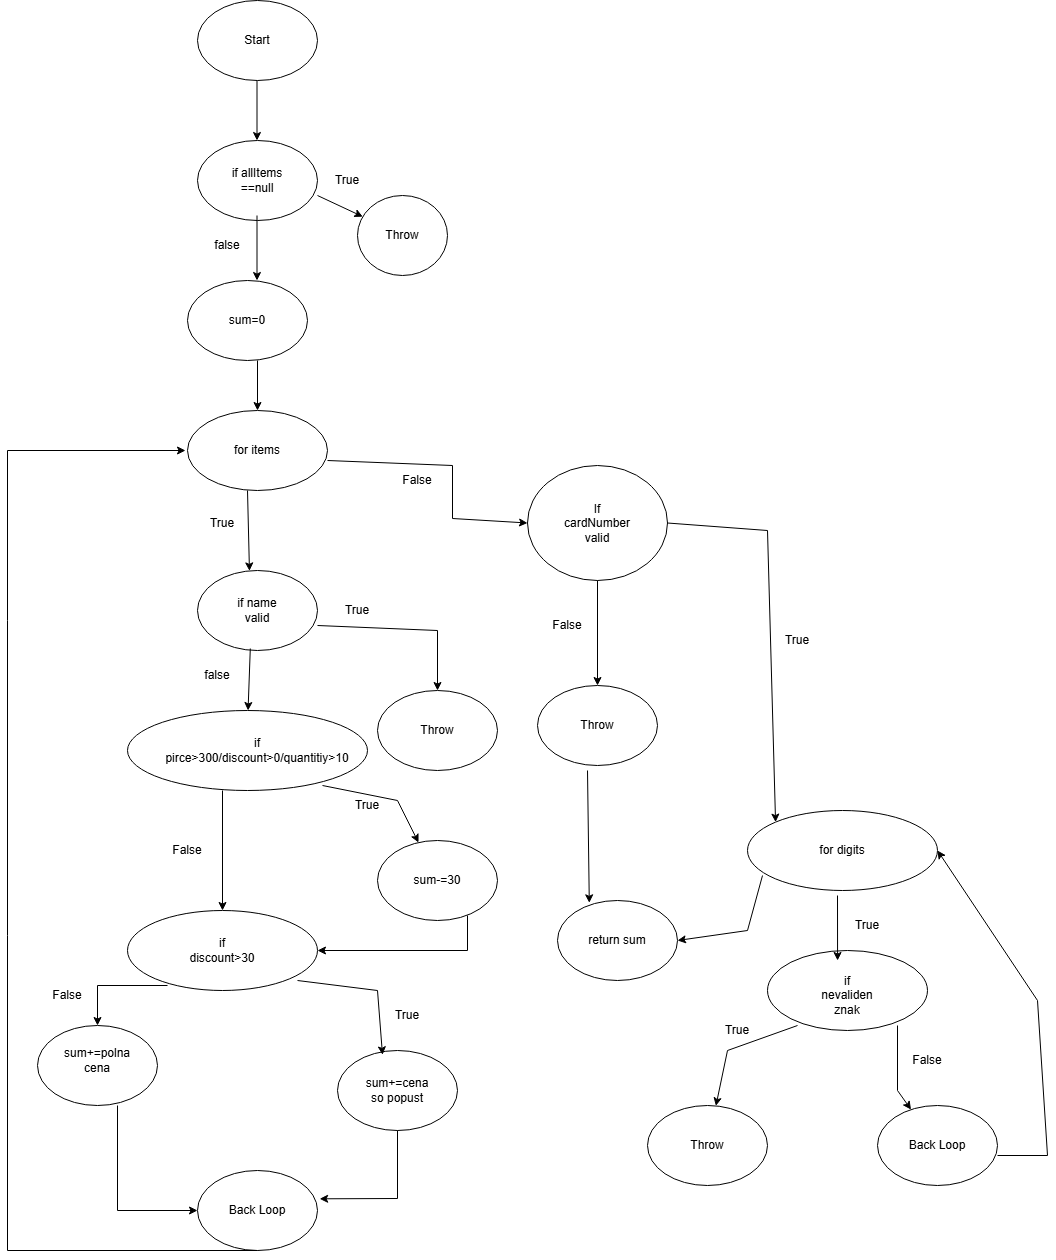 Start
if allItems
==null
True
Throw
false
sum=0
for items
False
True
If
cardNumber
valid
if name
valid
True
False
True
false
if
pirce>300/discount>0/quantitiy>10
Throw
Throw
True
False
sum-=30
for digits
if
discount>30
return sum
True
False
True
if
nevaliden
znak
sum+=polna
cena
sum+=cena
so popust
True
False
Throw
Back Loop
Back Loop